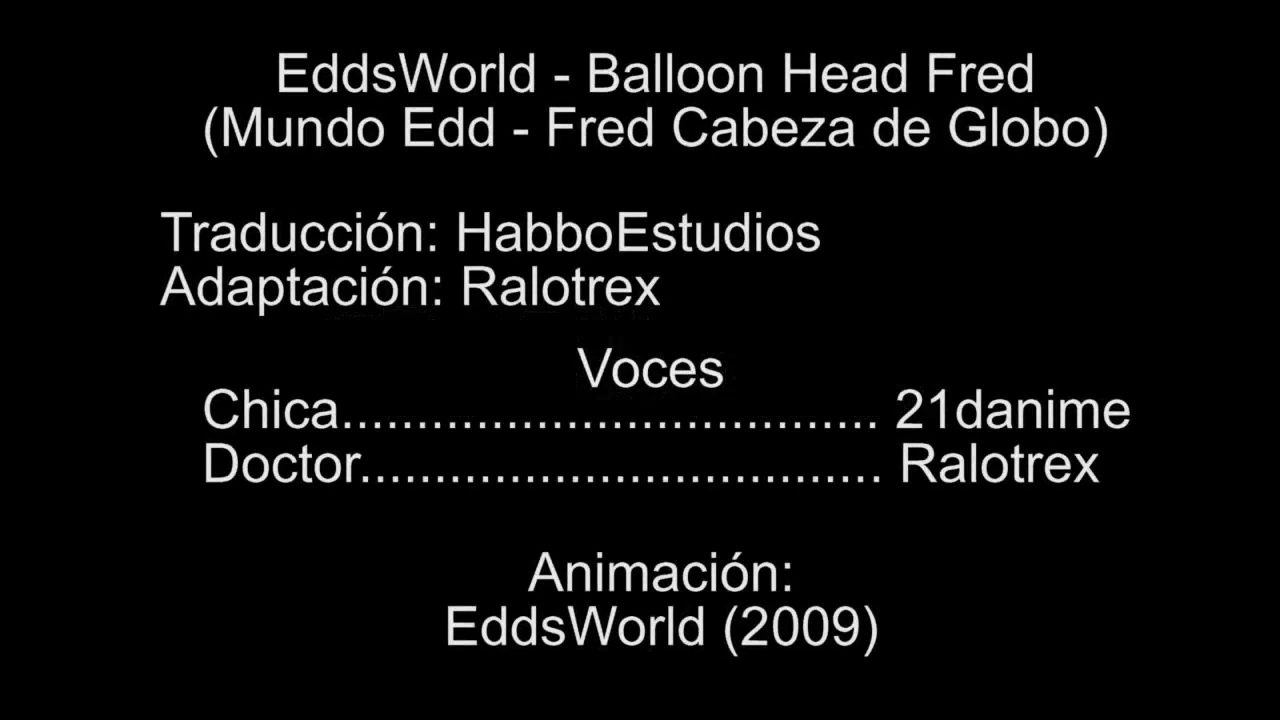 EddsWorld - Balloon Head Fred
(Mundo Edd - Fred Cabeza de Globo)
Traducción: HabboEstudios
Adaptación: Ralotrex
Voces
Chica.................................... 21danime
Doctor................................... Ralotrex
Animación:
EddsWorld (2009)